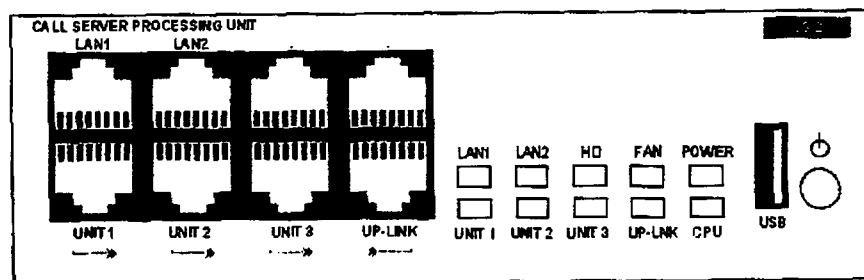 CALL SERVER PROCESSING UNIT
LAN1 LAN2
UNIT 1 UNIT 2 UNIT 3 UP-LINK
LAN1 LAN2 HD FAN POWER
UNIT 1 UNIT 2 UNIT 3 UP-LNK CPU
USB